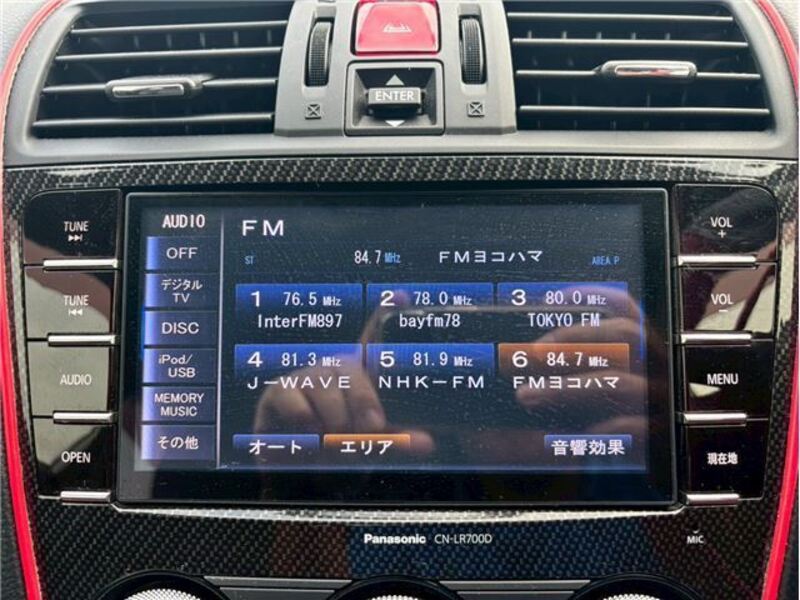 ENTER
TUNE
TUNE
AUDIO
OPEN
AUDIO
OFF
デジタル
TV
DISC
iPod/
USB
MEMORY
MUSIC
その他
FM
ST 84.7 MHz FMヨコハマ AREA P
1 76.5 MHz 2 78.0 MHz 3 80.0 MHz
InterFM897 bayfm78 TOKYO FM
4 81.3 MHz 5 81.9 MHz 6 84.7 MHz
J-WAVE NHK-FM FMヨコハマ
オート エリア 音響効果
VOL
+
VOL
−
MENU
現在地
Panasonic CN-LR700D
MIC